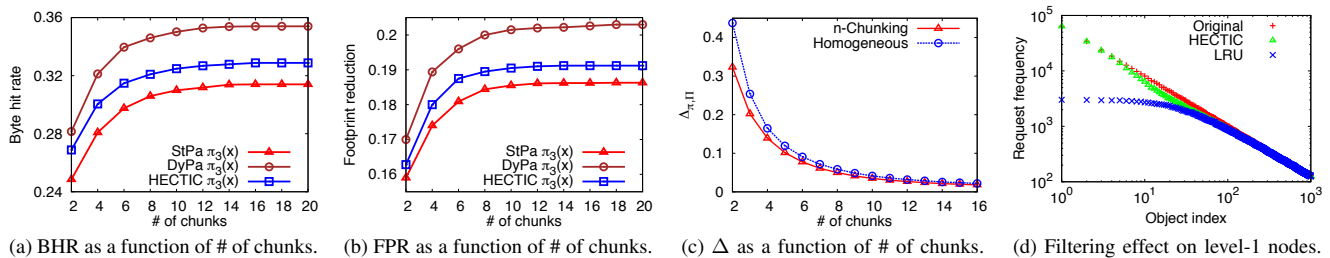 Byte hit rate
0.36
0.32
0.28
0.24
2 4 6 8 10 12 14 16 18 20
# of chunks
StPa π3(x)
DyPa π3(x)
HECTIC π3(x)
(a) BHR as a function of # of chunks.
Footprint reduction
0.2
0.19
0.18
0.17
0.16
2 4 6 8 10 12 14 16 18 20
# of chunks
StPa π3(x)
DyPa π3(x)
HECTIC π3(x)
(b) FPR as a function of # of chunks.
Δπ,Π
0.4
0.3
0.2
0.1
0
2 4 6 8 10 12 14 16
# of chunks
n-Chunking
Homogeneous
(c) Δ as a function of # of chunks.
Request frequency
10^5
10^4
10^3
10^2
10^0 10^1 10^2 10^3
Object index
Original
HECTIC
LRU
(d) Filtering effect on level-1 nodes.